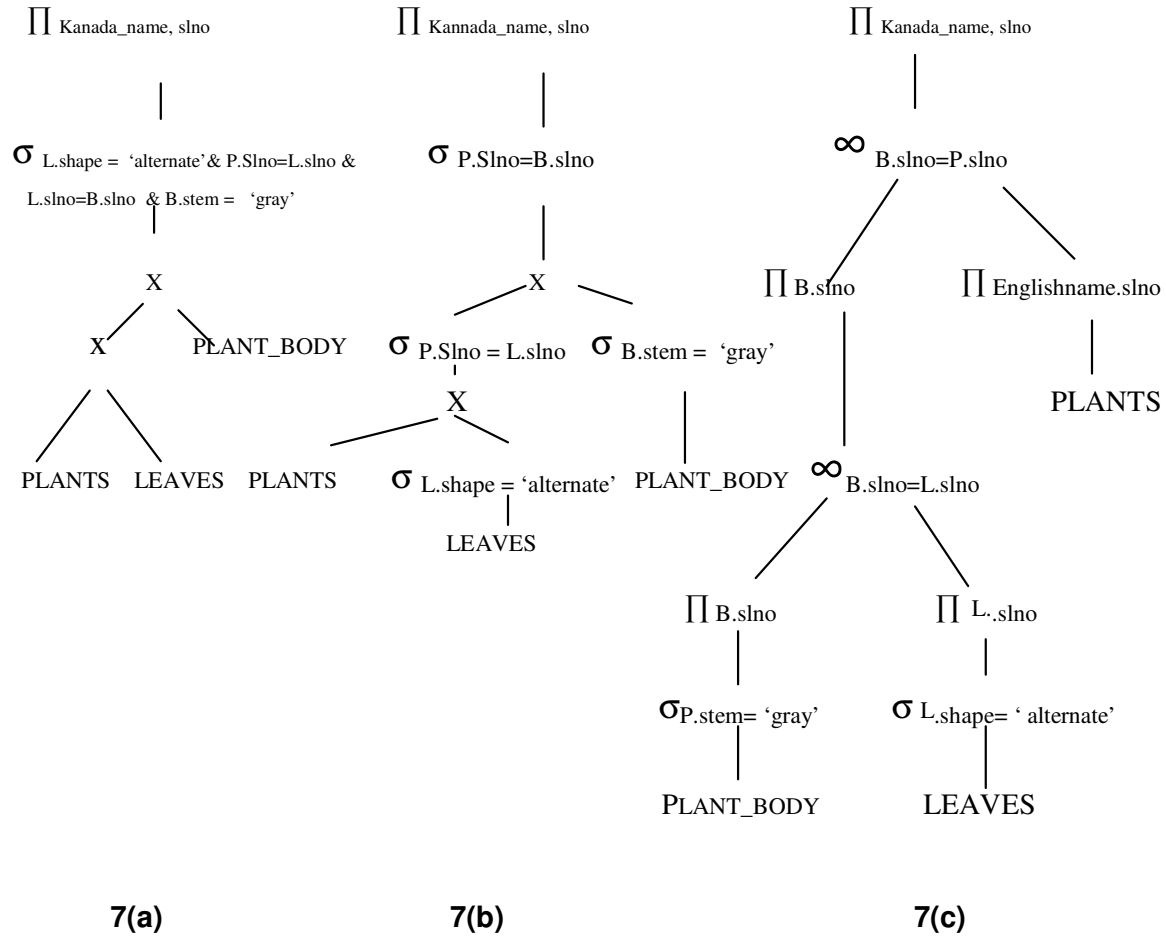 ∏ Kanada_name, slno
σ L.shape = ‘alternate’& P.Slno=L.slno &
L.slno=B.slno & B.stem = ‘gray’
X
X PLANT_BODY
PLANTS LEAVES
7(a)
∏ Kannada_name, slno
σ P.Slno=B.slno
X
σ P.Slno = L.slno σ B.stem = ‘gray’
X
PLANTS σ L.shape = ‘alternate’ PLANT_BODY
LEAVES
7(b)
∏ Kanada_name, slno
∞ B.slno=P.slno
∏ B.slno ∏ Englishname.slno
PLANTS
∞ B.slno=L.slno
∏ B.slno ∏ L..slno
σP.stem= ‘gray’ σ L.shape= ‘ alternate’
PLANT_BODY LEAVES
7(c)